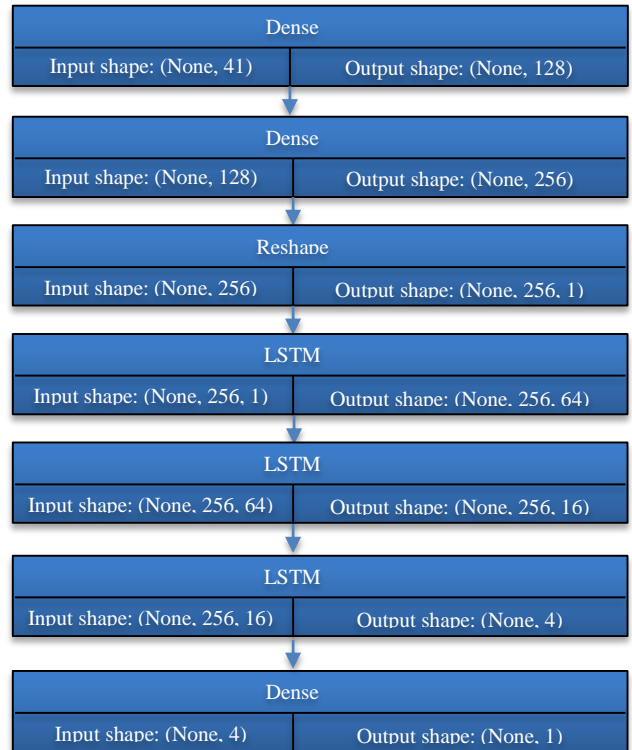 Dense
Input shape: (None, 41) Output shape: (None, 128)
Dense
Input shape: (None, 128) Output shape: (None, 256)
Reshape
Input shape: (None, 256) Output shape: (None, 256, 1)
LSTM
Input shape: (None, 256, 1) Output shape: (None, 256, 64)
LSTM
Input shape: (None, 256, 64) Output shape: (None, 256, 16)
LSTM
Input shape: (None, 256, 16) Output shape: (None, 4)
Dense
Input shape: (None, 4) Output shape: (None, 1)